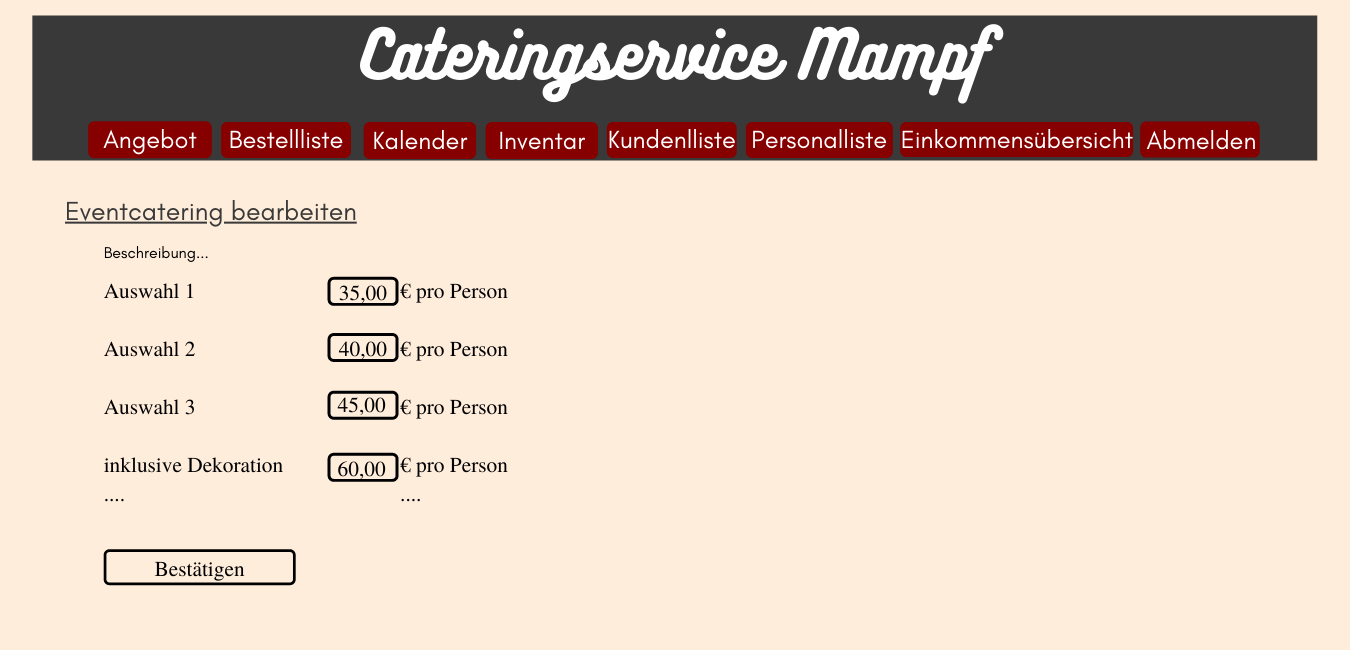 Cateringservice Mampf
Angebot Bestellliste Kalender Inventar Kundenlliste Personalliste Einkommensübersicht Abmelden
Eventcatering bearbeiten
Beschreibung...
Auswahl 1 35,00 € pro Person
Auswahl 2 40,00 € pro Person
Auswahl 3 45,00 € pro Person
inklusive Dekoration 60,00 € pro Person
.... ....
Bestätigen